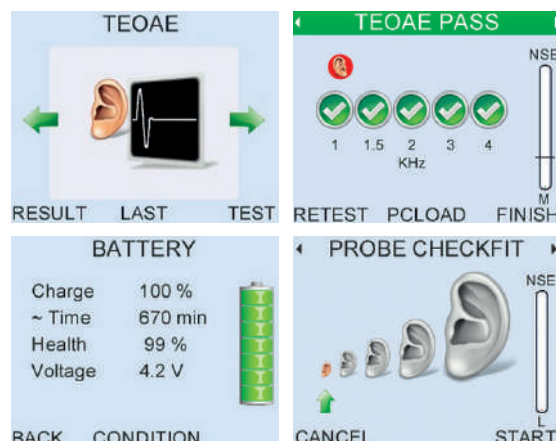 TEOAE
RESULT LAST TEST
TEOAE PASS
NSE
1 1.5 2 3 4
KHz
M
RETEST PCLOAD FINISH
BATTERY
Charge 100 %
~ Time 670 min
Health 99 %
Voltage 4.2 V
BACK CONDITION
PROBE CHECKFIT
NSE
L
CANCEL START